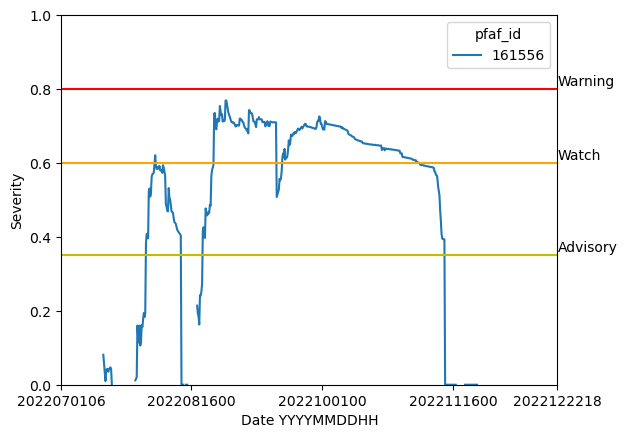 1.0
pfaf_id
161556
0.8
Warning
0.6
Watch
Severity
0.4
Advisory
0.2
0.0
2022070106 2022081600 2022100100 2022111600 2022122218
Date YYYYMMDDHH